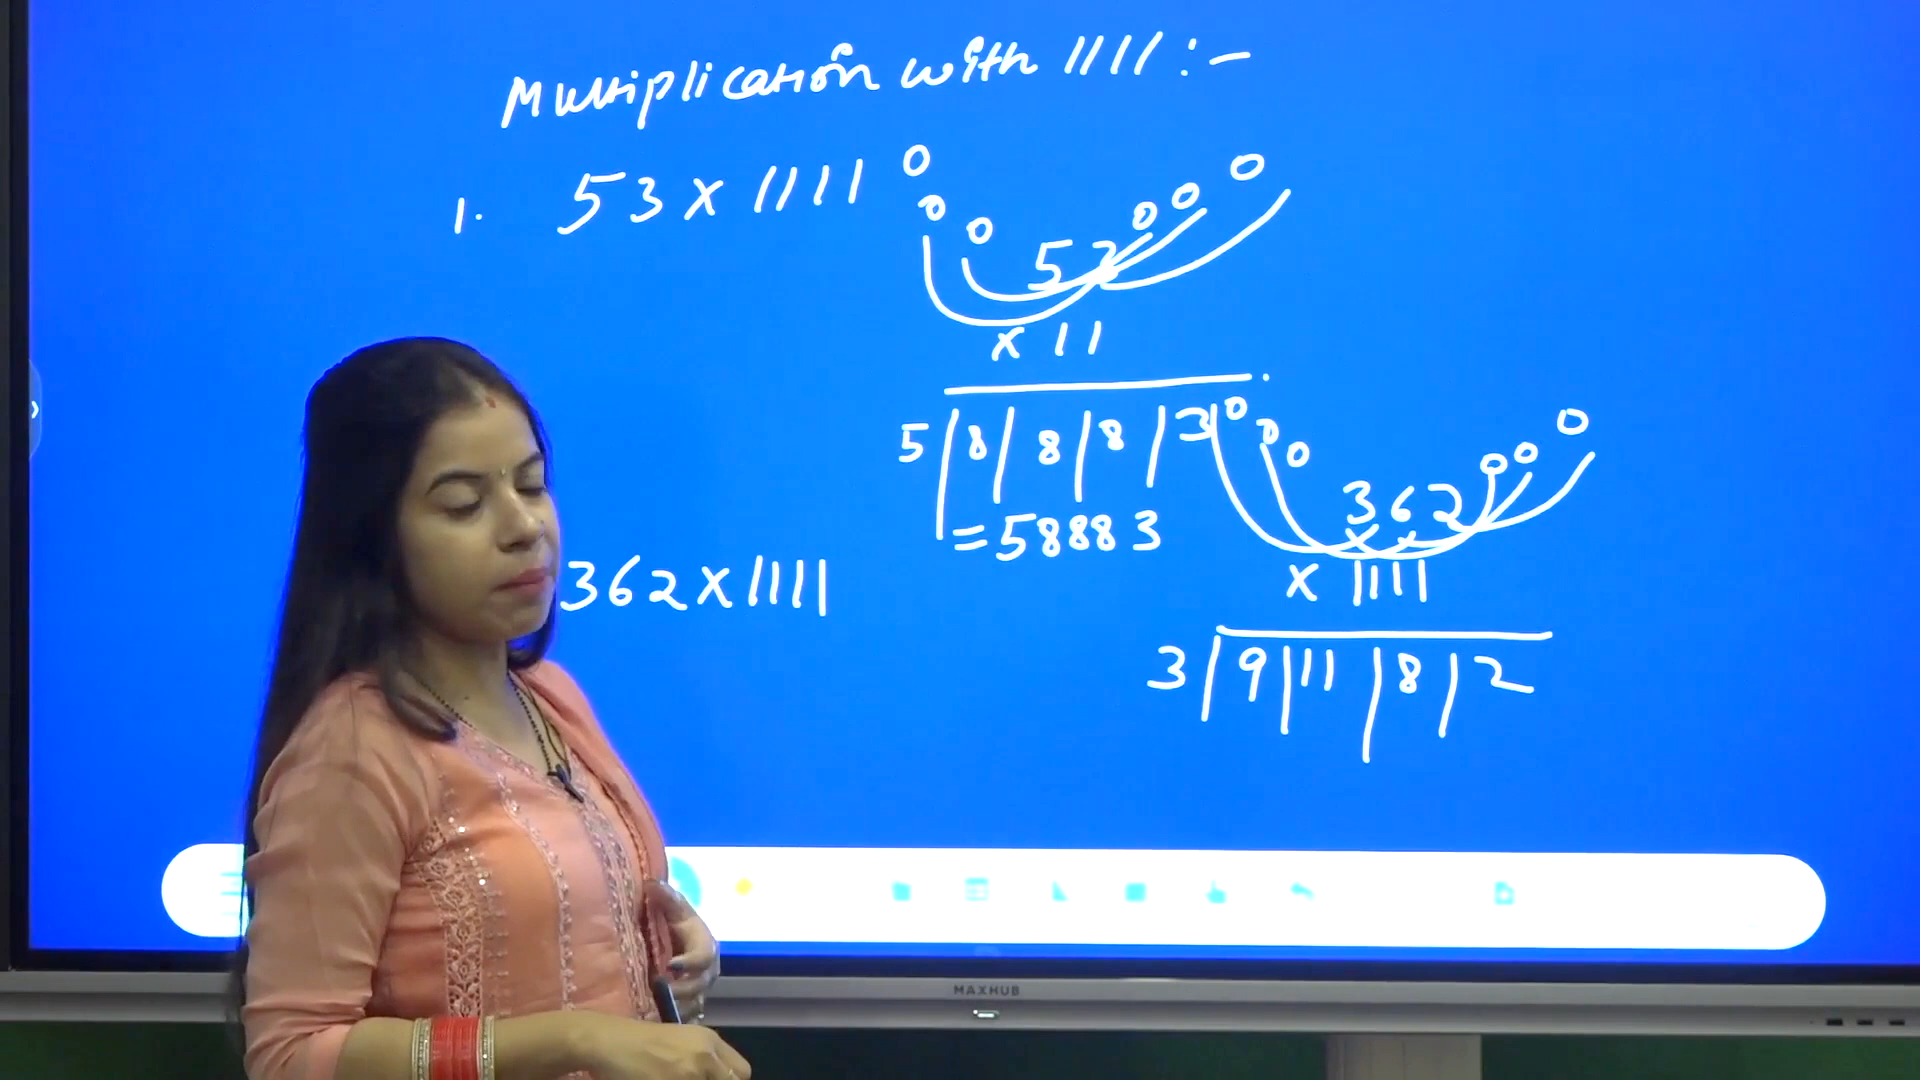 Multiplication with 1111 :-
1. 53 x 1111
0 0
0 0 53 0 0
x 11
5 | 8 | 8 | 8 | 3
= 58883
362 x 1111
0 0 0 362 0 0 0
x 1111
3 | 9 | 11 | 8 | 2
MAXHUB